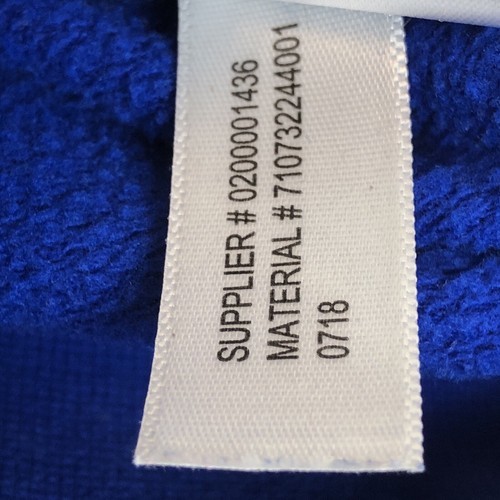 SUPPLIER # 0200001436
MATERIAL # 710732244001
0718